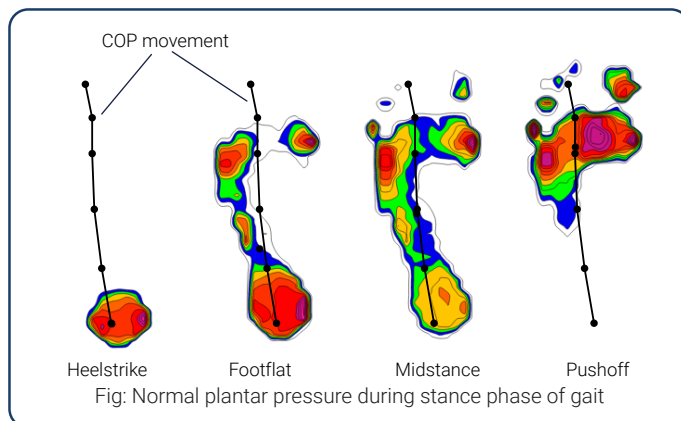 COP movement
Heelstrike Footflat Midstance Pushoff
Fig: Normal plantar pressure during stance phase of gait